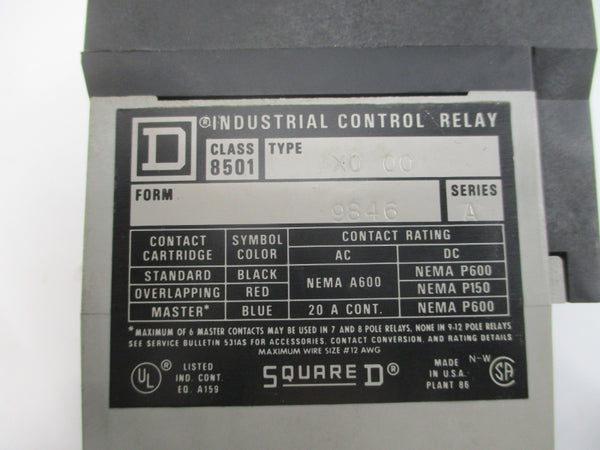 D ® INDUSTRIAL CONTROL RELAY
CLASS 8501 TYPE XO 00
FORM 9846 SERIES A
CONTACT CARTRIDGE SYMBOL COLOR CONTACT RATING
AC DC
STANDARD BLACK NEMA A600 NEMA P600
OVERLAPPING RED NEMA P150
MASTER* BLUE 20 A CONT. NEMA P600
*MAXIMUM OF 6 MASTER CONTACTS MAY BE USED IN 7 AND 8 POLE RELAYS. NONE IN 9-12 POLE RELAYS
SEE SERVICE BULLETIN 531AS FOR ACCESSORIES, CONTACT CONVERSION, AND RATING DETAILS
MAXIMUM WIRE SIZE #12 AWG
UL ® LISTED IND. CONT. EQ. A159
SQUARE D ®
MADE IN U.S.A. PLANT 86
N-W
SA ®